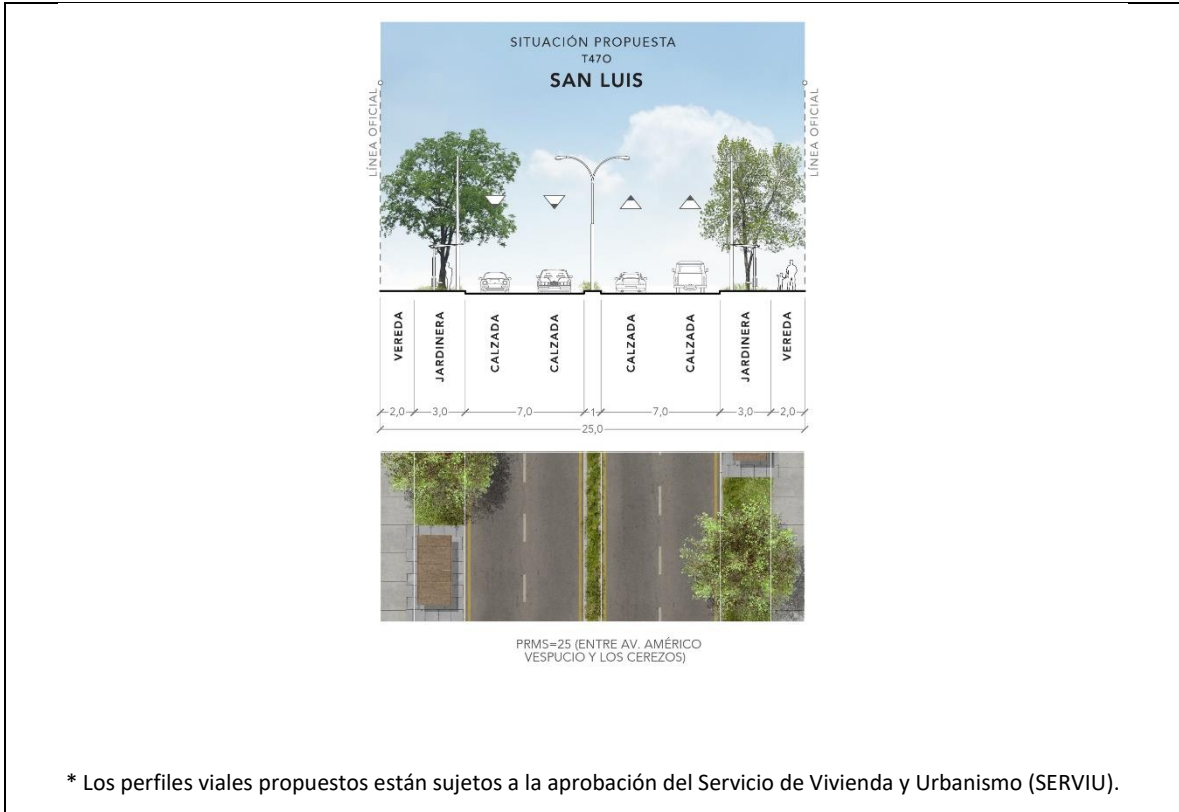 SITUACIÓN PROPUESTA
T47O
SAN LUIS
LÍNEA OFICIAL
LÍNEA OFICIAL
VEREDA
JARDINERA
CALZADA
CALZADA
CALZADA
CALZADA
JARDINERA
VEREDA
2,0 3,0 7,0 1 7,0 3,0 2,0
25,0
PRMS=25 (ENTRE AV. AMÉRICO
VESPUCIO Y LOS CEREZOS)
* Los perfiles viales propuestos están sujetos a la aprobación del Servicio de Vivienda y Urbanismo (SERVIU).